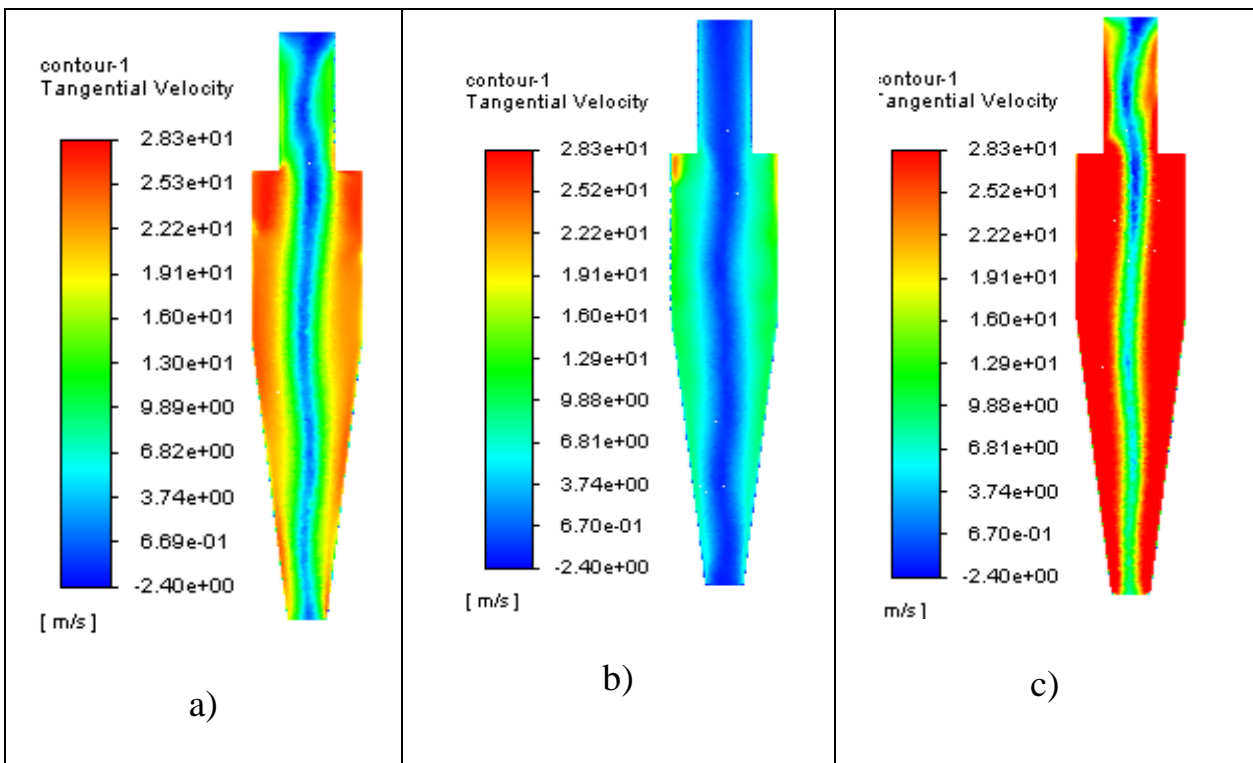 contour-1
Tangential Velocity
2.83e+01
2.53e+01
2.22e+01
1.91e+01
1.60e+01
1.30e+01
9.89e+00
6.82e+00
3.74e+00
6.69e-01
-2.40e+00
[ m/s ]
a)
contour-1
Tangential Velocity
2.83e+01
2.52e+01
2.22e+01
1.91e+01
1.60e+01
1.29e+01
9.88e+00
6.81e+00
3.74e+00
6.70e-01
-2.40e+00
[ m/s ]
b)
contour-1
Tangential Velocity
2.83e+01
2.52e+01
2.22e+01
1.91e+01
1.60e+01
1.29e+01
9.88e+00
6.81e+00
3.74e+00
6.70e-01
-2.40e+00
m/s ]
c)